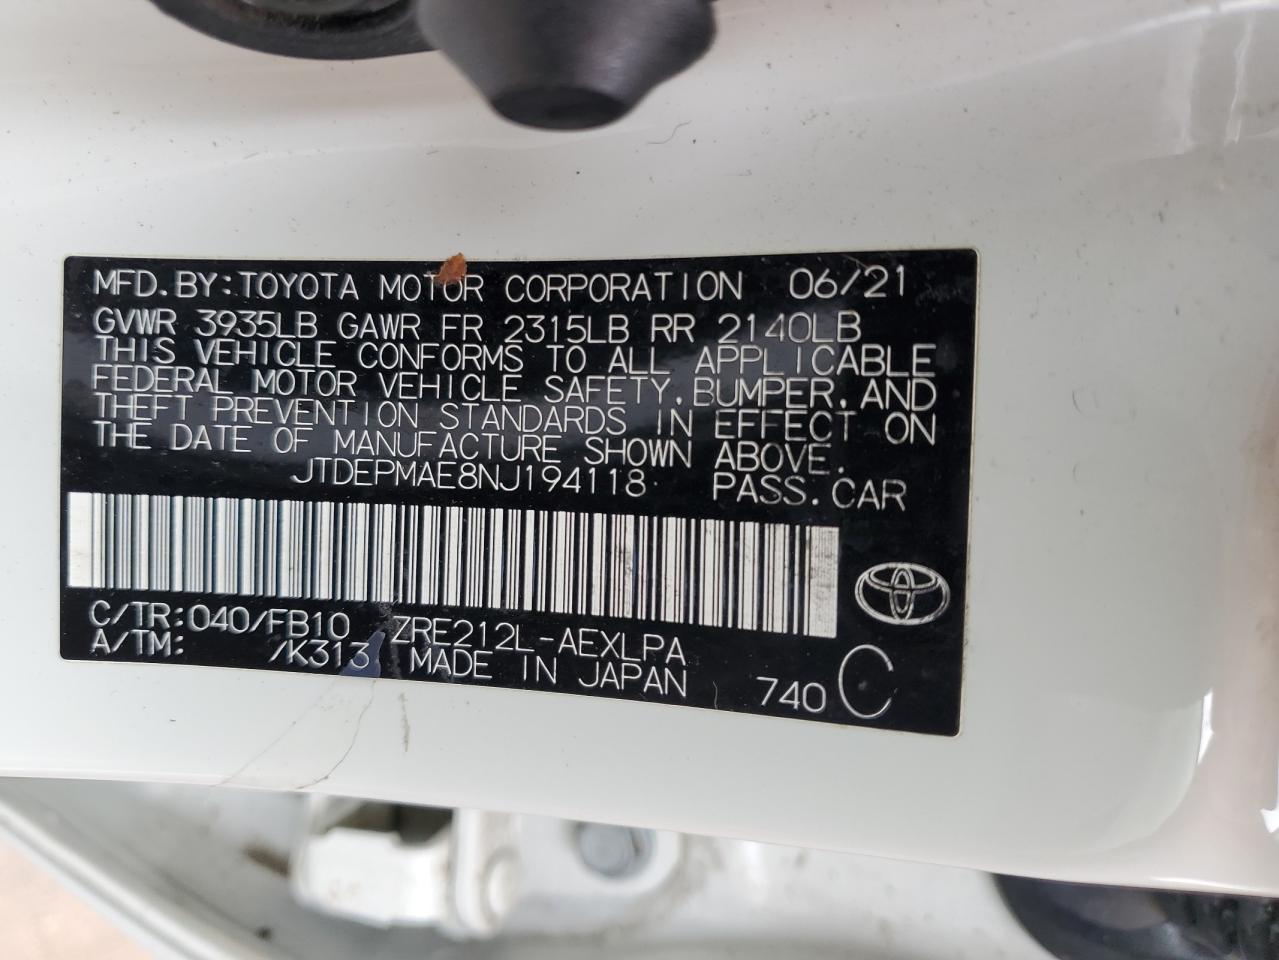 MFD. BY: TOYOTA MOTOR CORPORATION 06/21
GVWR 3935LB GAWR FR 2315LB RR 2140LB
THIS VEHICLE CONFORMS TO ALL APPLICABLE
FEDERAL MOTOR VEHICLE SAFETY, BUMPER, AND
THEFT PREVENTION STANDARDS IN EFFECT ON
THE DATE OF MANUFACTURE SHOWN ABOVE.
JTDEPMAE8NJ194118 PASS. CAR
C/TR: 040/FB10 ZRE212L-AEXLPA
A/TM: /K313 MADE IN JAPAN 740 C